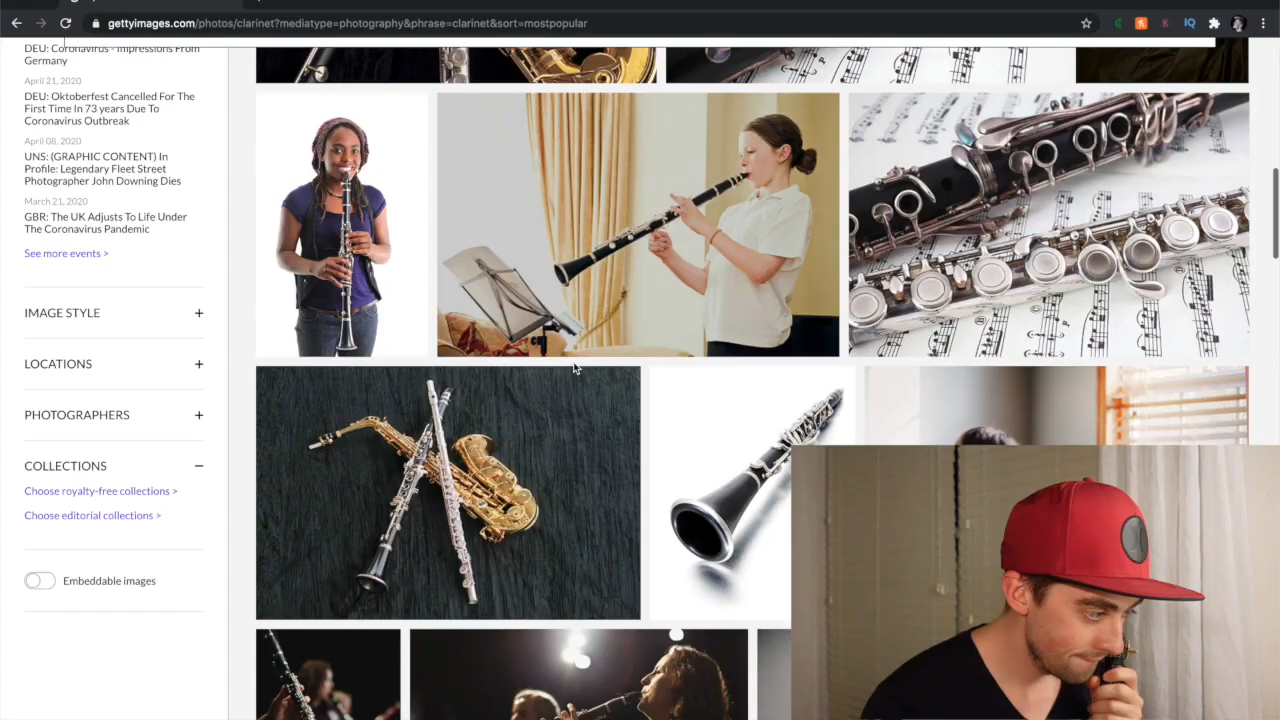 gettyimages.com/photos/clarinet?mediatype=photography&phrase=clarinet&sort=mostpopular
DEU: Coronavirus - Impressions From
Germany
April 21, 2020
DEU: Oktoberfest Cancelled For The
First Time In 73 years Due To
Coronavirus Outbreak
April 08, 2020
UNS: (GRAPHIC CONTENT) In
Profile: Legendary Fleet Street
Photographer John Downing Dies
March 21, 2020
GBR: The UK Adjusts To Life Under
The Coronavirus Pandemic
See more events >
IMAGE STYLE +
LOCATIONS +
PHOTOGRAPHERS +
COLLECTIONS −
Choose royalty-free collections >
Choose editorial collections >
Embeddable images